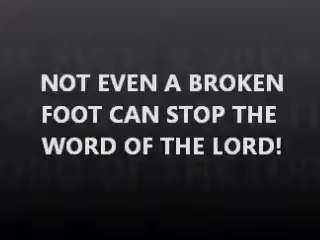 NOT EVEN A BROKEN
FOOT CAN STOP THE
WORD OF THE LORD!